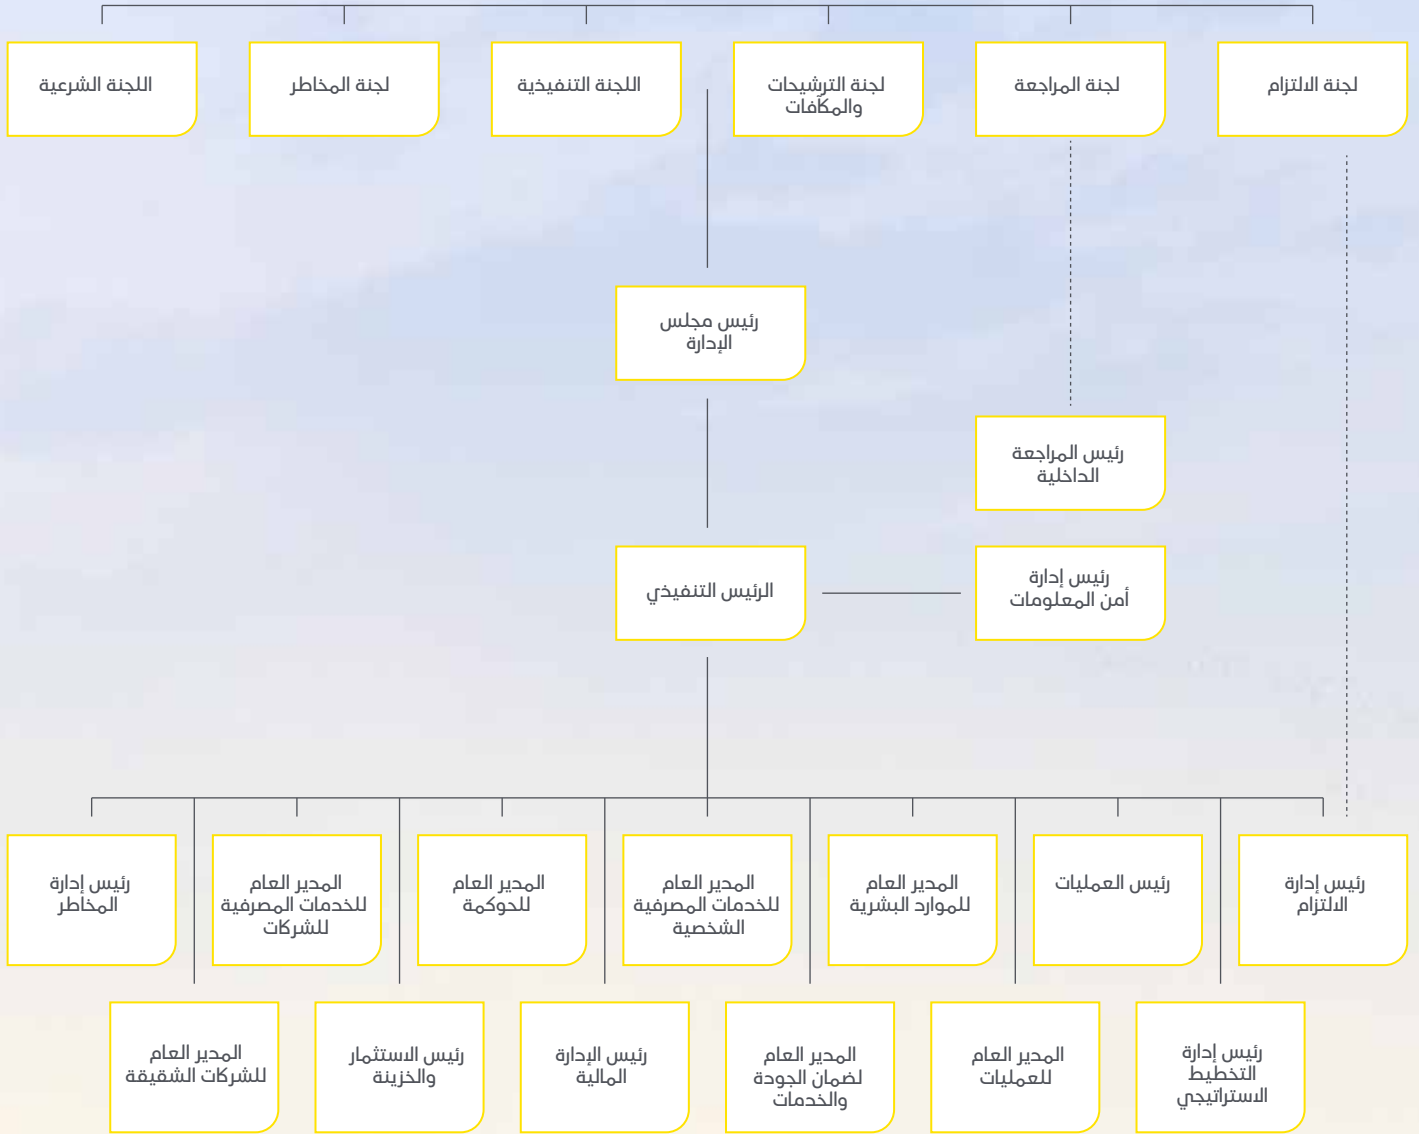 لجنة الالتزام
لجنة المراجعة
لجنة الترشيحات
والمكآفات
اللجنة التنفيذية
لجنة المخاطر
اللجنة الشرعية
رئيس مجلس
الإدارة
رئيس المراجعة
الداخلية
رئيس إدارة
أمن المعلومات
الرئيس التنفيذي
رئيس إدارة
الالتزام
رئيس العمليات
المدير العام
للموارد البشرية
المدير العام
للخدمات المصرفية
الشخصية
المدير العام
للحوكمة
المدير العام
للخدمات المصرفية
للشركات
رئيس إدارة
المخاطر
رئيس إدارة
التخطيط
الاستراتيجي
المدير العام
للعمليات
المدير العام
لضمان الجودة
والخدمات
رئيس الإدارة
المالية
رئيس الاستثمار
والخزينة
المدير العام
للشركات الشقيقة